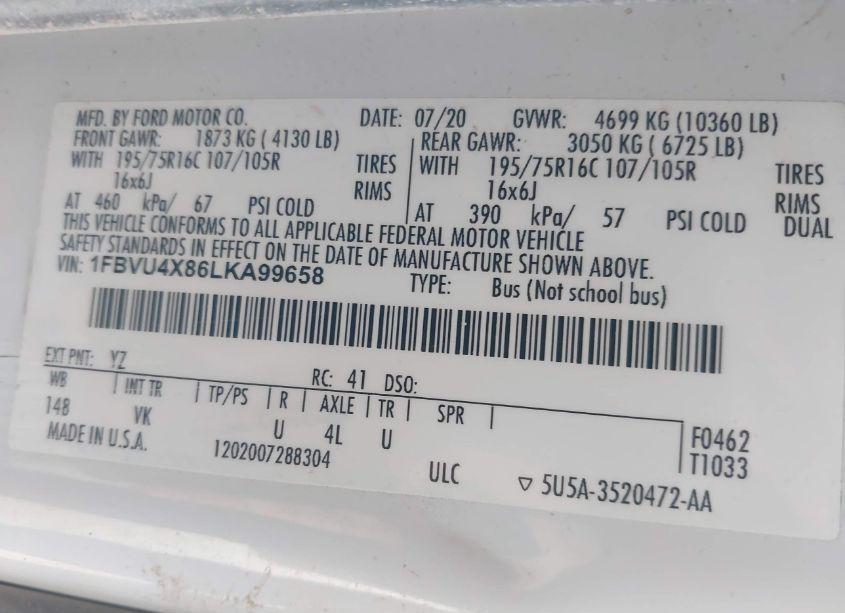 MFD. BY FORD MOTOR CO. DATE: 07/20 GVWR: 4699 KG (10360 LB)
FRONT GAWR: 1873 KG ( 4130 LB) REAR GAWR: 3050 KG ( 6725 LB)
WITH 195/75R16C 107/105R TIRES WITH 195/75R16C 107/105R TIRES
16x6J RIMS 16x6J RIMS
AT 460 kPa/ 67 PSI COLD AT 390 kPa/ 57 PSI COLD DUAL
THIS VEHICLE CONFORMS TO ALL APPLICABLE FEDERAL MOTOR VEHICLE
SAFETY STANDARDS IN EFFECT ON THE DATE OF MANUFACTURE SHOWN ABOVE.
VIN: 1FBVU4X86LKA99658 TYPE: Bus (Not school bus)
EXT PNT: YZ RC: 41 DSO:
WB INT TR TP/PS R AXLE TR SPR
148 VK U 4L U F0462
MADE IN U.S.A. 1202007288304 T1033
ULC ▽ 5U5A-3520472-AA